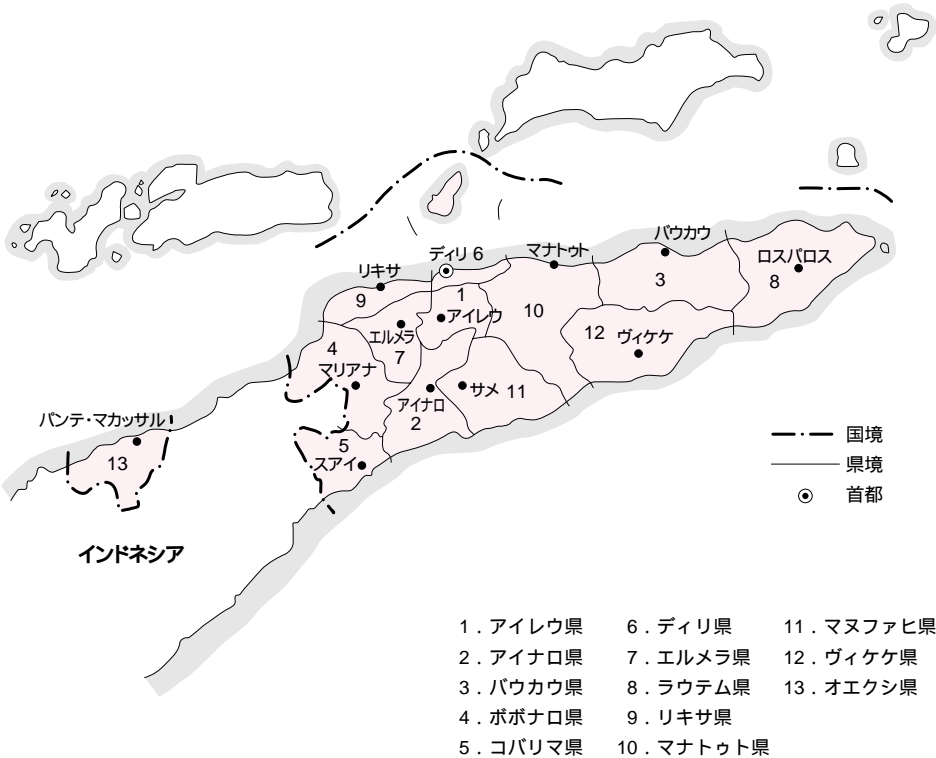 バウカウ
マナトゥト
ディリ 6
ロスパロス
リキサ
8
3
9
1
10
アイレウ
エルメラ
12
ヴィケケ
4
7
マリアナ
サメ 11
アイナロ
2
パンテ・マカッサル
13
5
スアイ
国境
県境
首都
インドネシア
1．アイレウ県 6．ディリ県 11．マヌファヒ県
2．アイナロ県 7．エルメラ県 12．ヴィケケ県
3．バウカウ県 8．ラウテム県 13．オエクシ県
4．ボボナロ県 9．リキサ県
5．コバリマ県 10．マナトゥト県